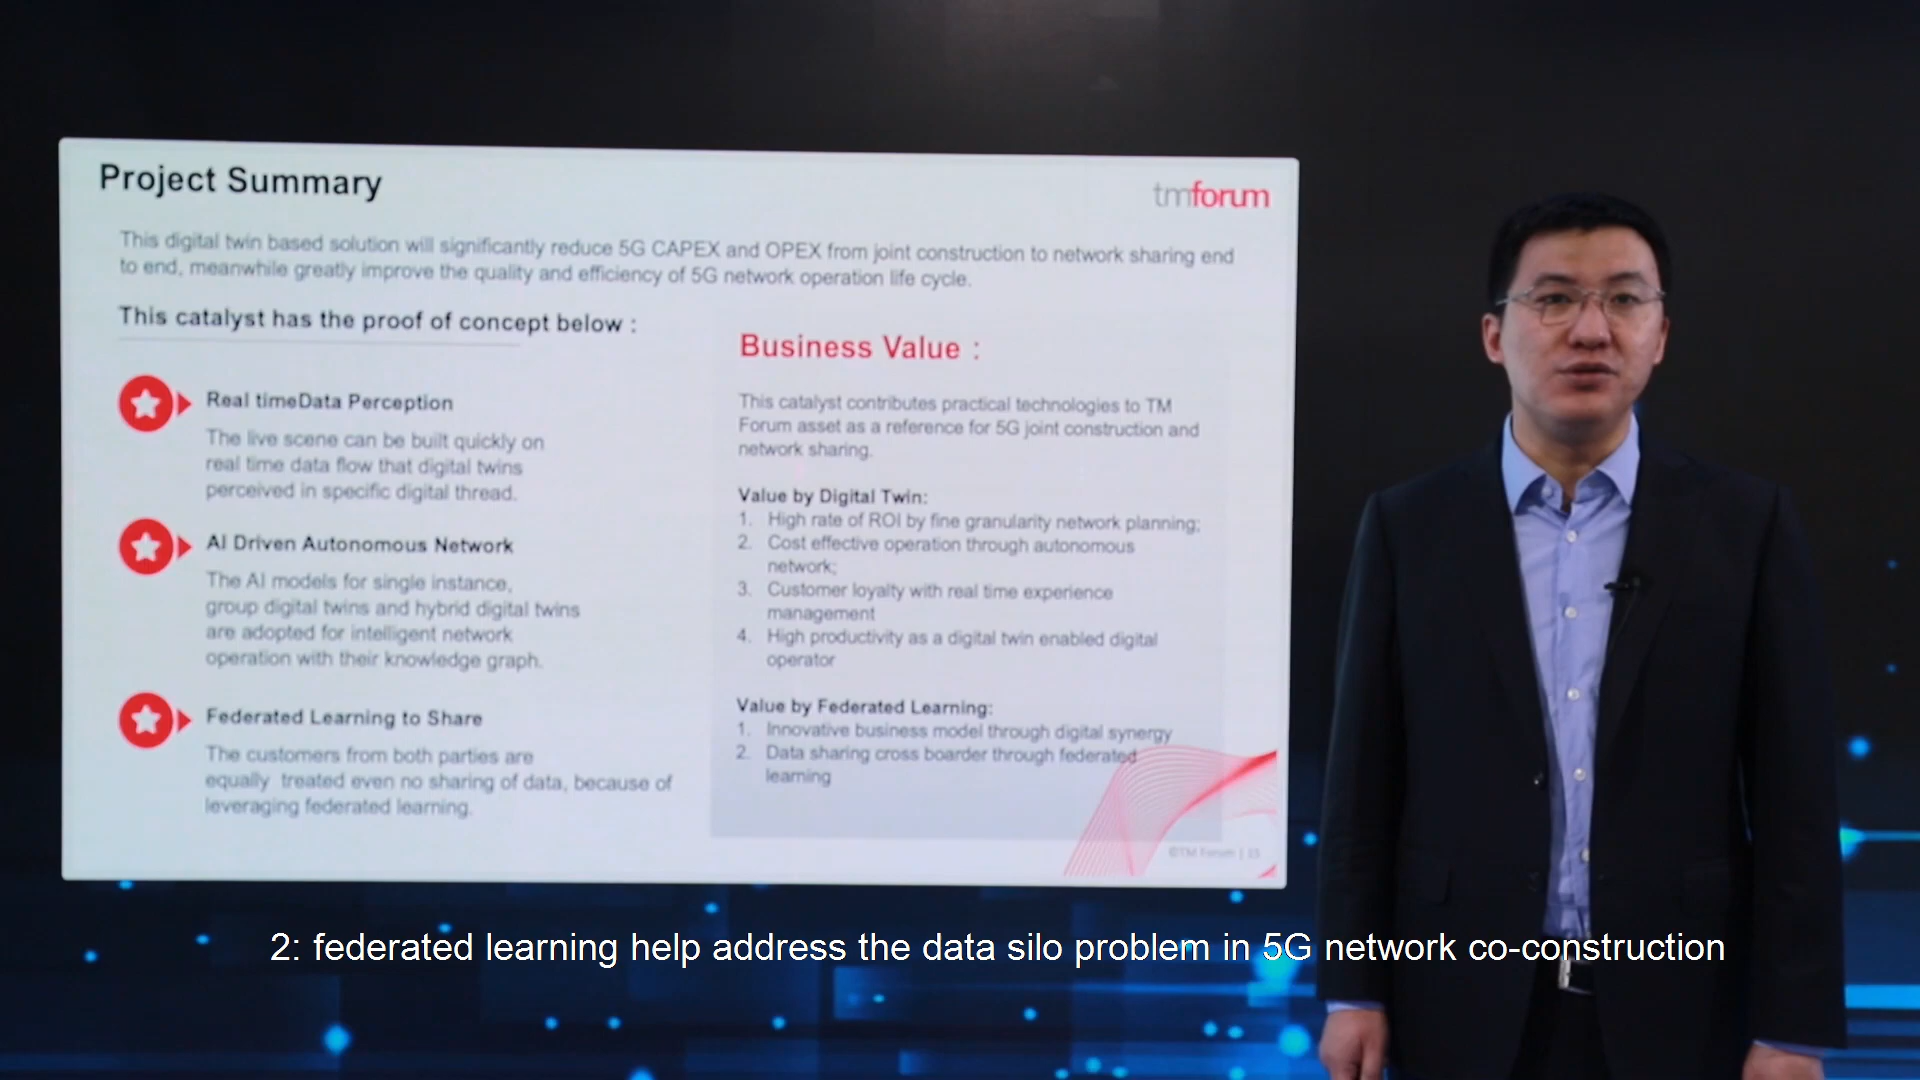 Project Summary
tmforum
This digital twin based solution will significantly reduce 5G CAPEX and OPEX from joint construction to network sharing end
to end, meanwhile greatly improve the quality and efficiency of 5G network operation life cycle.
This catalyst has the proof of concept below :
Real timeData Perception
The live scene can be built quickly on
real time data flow that digital twins
perceived in specific digital thread.
AI Driven Autonomous Network
The AI models for single instance,
group digital twins and hybrid digital twins
are adopted for intelligent network
operation with their knowledge graph.
Federated Learning to Share
The customers from both parties are
equally treated even no sharing of data, because of
leveraging federated learning.
Business Value :
This catalyst contributes practical technologies to TM
Forum asset as a reference for 5G joint construction and
network sharing.
Value by Digital Twin:
1. High rate of ROI by fine granularity network planning;
2. Cost effective operation through autonomous
network;
3. Customer loyalty with real time experience
management
4. High productivity as a digital twin enabled digital
operator
Value by Federated Learning:
1. Innovative business model through digital synergy
2. Data sharing cross boarder through federated
learning
©TM Forum | 15
2: federated learning help address the data silo problem in 5G network co-construction